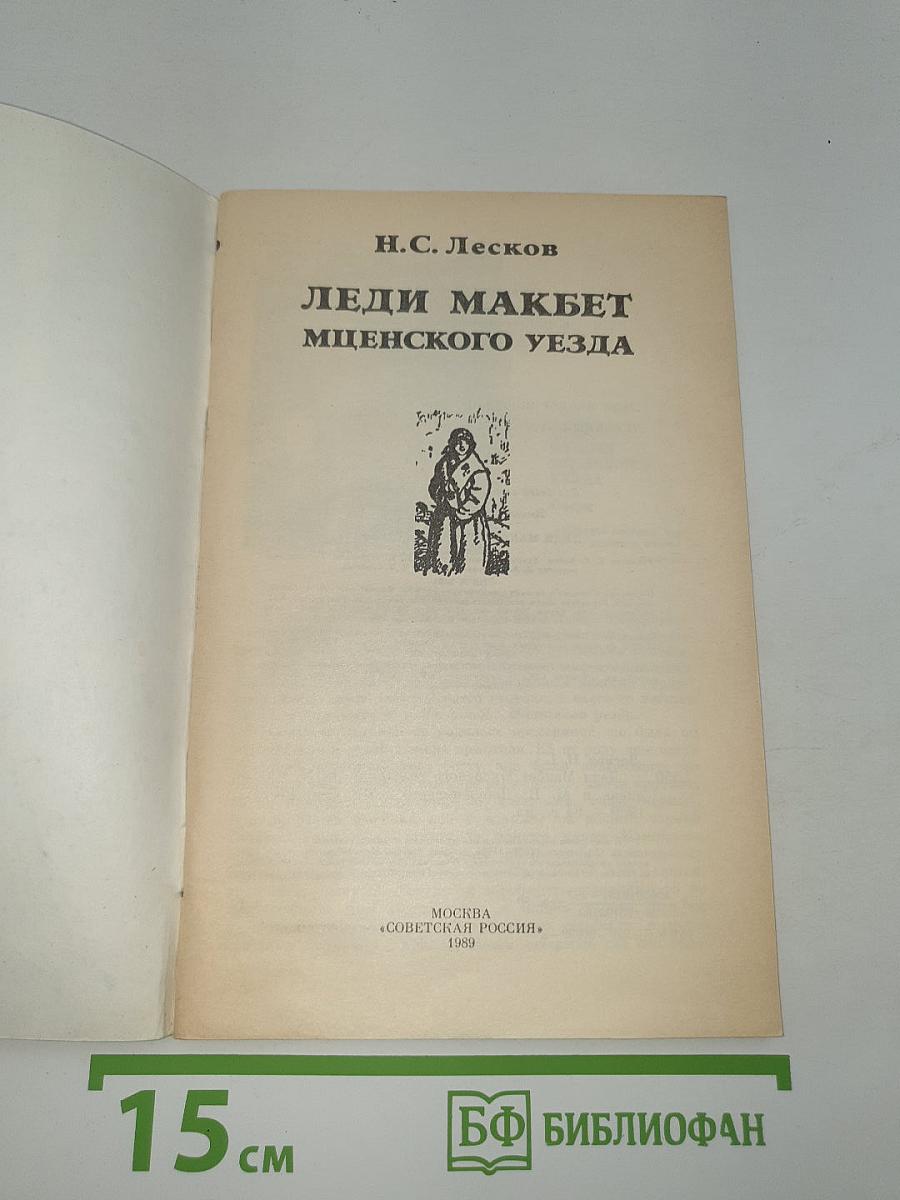 Н.С. Лесков
ЛЕДИ МАКБЕТ
МЦЕНСКОГО УЕЗДА
МОСКВА
«СОВЕТСКАЯ РОССИЯ»
1989
15 см
БФ БИБЛИОФАН